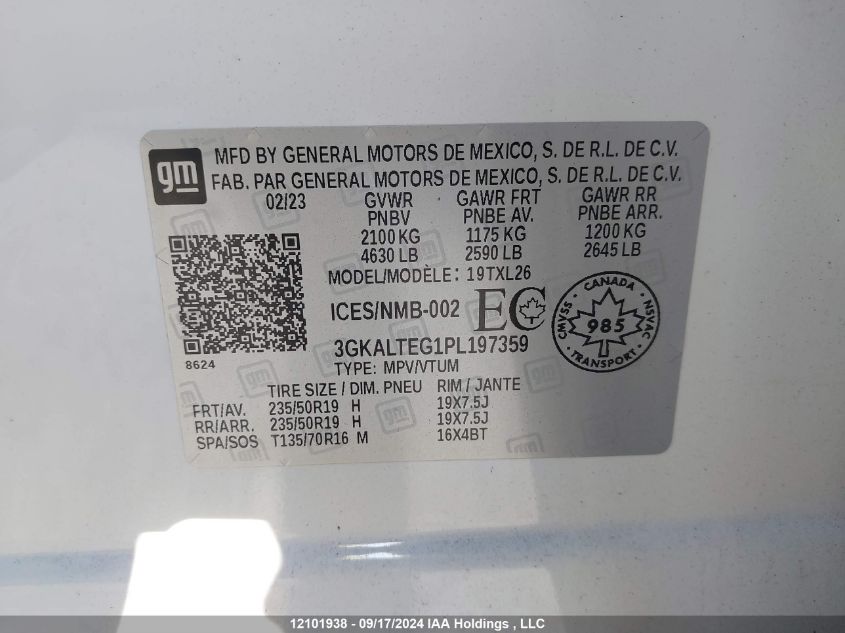 gm
MFD BY GENERAL MOTORS DE MEXICO, S. DE R.L. DE C.V.
FAB. PAR GENERAL MOTORS DE MEXICO, S. DE R.L. DE C.V.
02/23 GVWR GAWR FRT GAWR RR
PNBV PNBE AV. PNBE ARR.
2100 KG 1175 KG 1200 KG
4630 LB 2590 LB 2645 LB
MODEL/MODÈLE: 19TXL26
ICES/NMB-002 EC
CANADA
CMVSS 985 NSVAC
TRANSPORT
3GKALTEG1PL197359
8624
TYPE: MPV/VTUM
TIRE SIZE / DIM. PNEU RIM / JANTE
FRT/AV. 235/50R19 H 19X7.5J
RR/ARR. 235/50R19 H 19X7.5J
SPA/SOS T135/70R16 M 16X4BT
12101938 - 09/17/2024 IAA Holdings , LLC